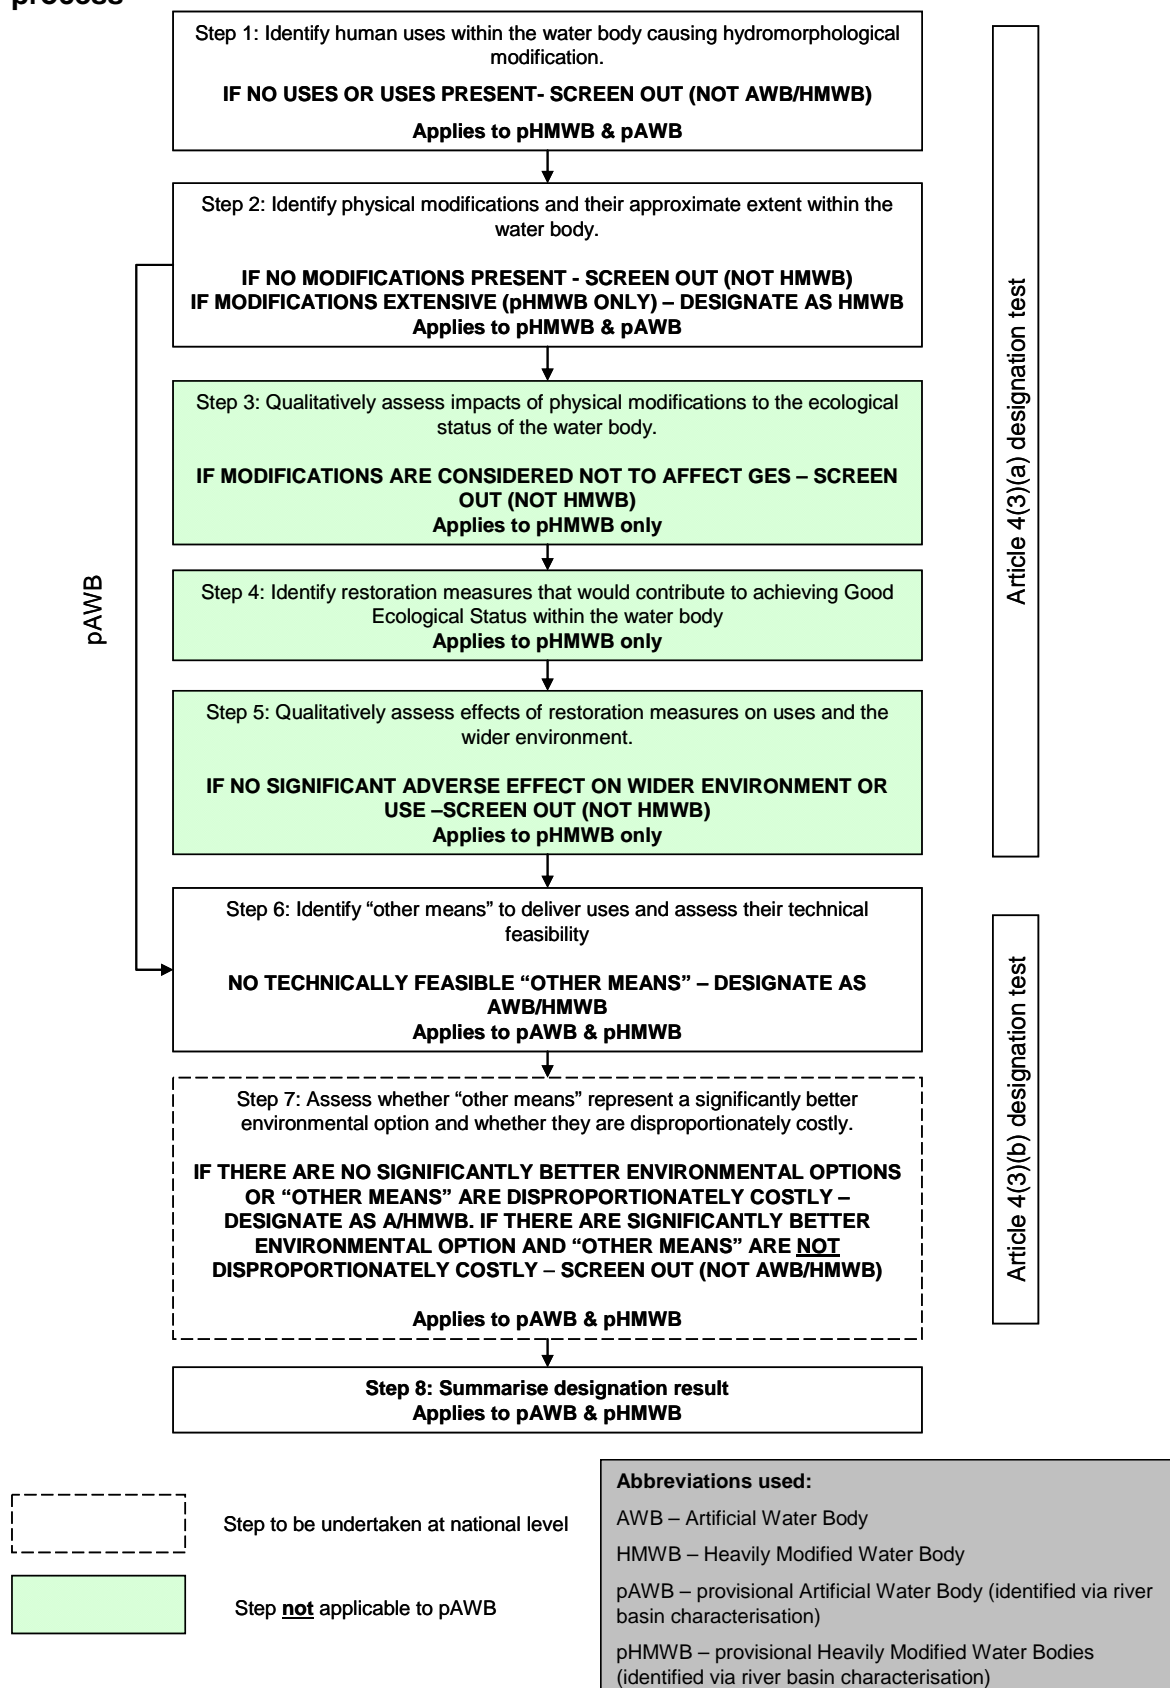 process
Step 1: Identify human uses within the water body causing hydromorphological
modification.
IF NO USES OR USES PRESENT- SCREEN OUT (NOT AWB/HMWB)
Applies to pHMWB & pAWB
Step 2: Identify physical modifications and their approximate extent within the
water body.
IF NO MODIFICATIONS PRESENT - SCREEN OUT (NOT HMWB)
IF MODIFICATIONS EXTENSIVE (pHMWB ONLY) – DESIGNATE AS HMWB
Applies to pHMWB & pAWB
Step 3: Qualitatively assess impacts of physical modifications to the ecological
status of the water body.
IF MODIFICATIONS ARE CONSIDERED NOT TO AFFECT GES – SCREEN
OUT (NOT HMWB)
Applies to pHMWB only
Step 4: Identify restoration measures that would contribute to achieving Good
Ecological Status within the water body
Applies to pHMWB only
Step 5: Qualitatively assess effects of restoration measures on uses and the
wider environment.
IF NO SIGNIFICANT ADVERSE EFFECT ON WIDER ENVIRONMENT OR
USE –SCREEN OUT (NOT HMWB)
Applies to pHMWB only
pAWB
Article 4(3)(a) designation test
Step 6: Identify “other means” to deliver uses and assess their technical
feasibility
NO TECHNICALLY FEASIBLE “OTHER MEANS” – DESIGNATE AS
AWB/HMWB
Applies to pAWB & pHMWB
Step 7: Assess whether “other means” represent a significantly better
environmental option and whether they are disproportionately costly.
IF THERE ARE NO SIGNIFICANTLY BETTER ENVIRONMENTAL OPTIONS
OR “OTHER MEANS” ARE DISPROPORTIONATELY COSTLY –
DESIGNATE AS A/HMWB. IF THERE ARE SIGNIFICANTLY BETTER
ENVIRONMENTAL OPTION AND “OTHER MEANS” ARE NOT
DISPROPORTIONATELY COSTLY – SCREEN OUT (NOT AWB/HMWB)
Applies to pAWB & pHMWB
Article 4(3)(b) designation test
Step 8: Summarise designation result
Applies to pAWB & pHMWB
Step to be undertaken at national level
Step not applicable to pAWB
Abbreviations used:
AWB – Artificial Water Body
HMWB – Heavily Modified Water Body
pAWB – provisional Artificial Water Body (identified via river
basin characterisation)
pHMWB – provisional Heavily Modified Water Bodies
(identified via river basin characterisation)